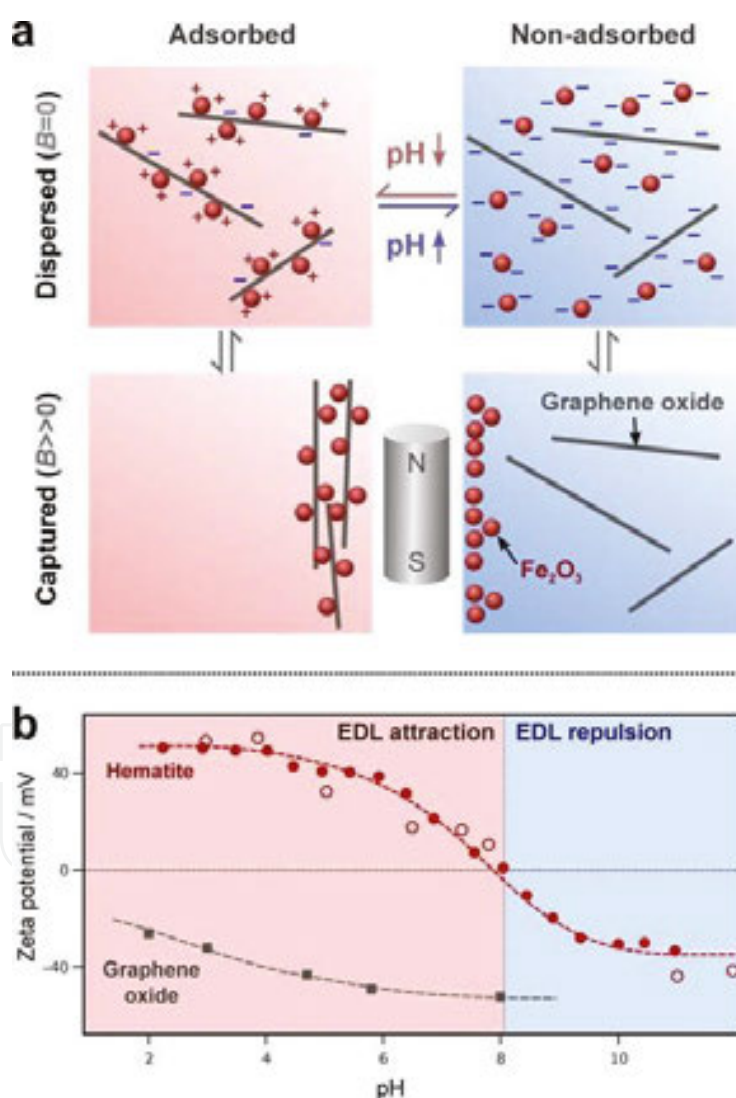 a
Adsorbed
Non-adsorbed
Dispersed (B=0)
pH ↓
pH ↑
Captured (B>>0)
N
S
Graphene oxide
Fe₂O₃
b
EDL attraction
EDL repulsion
Hematite
Graphene
oxide
Zeta potential / mV
40
0
−40
2
4
6
8
10
pH